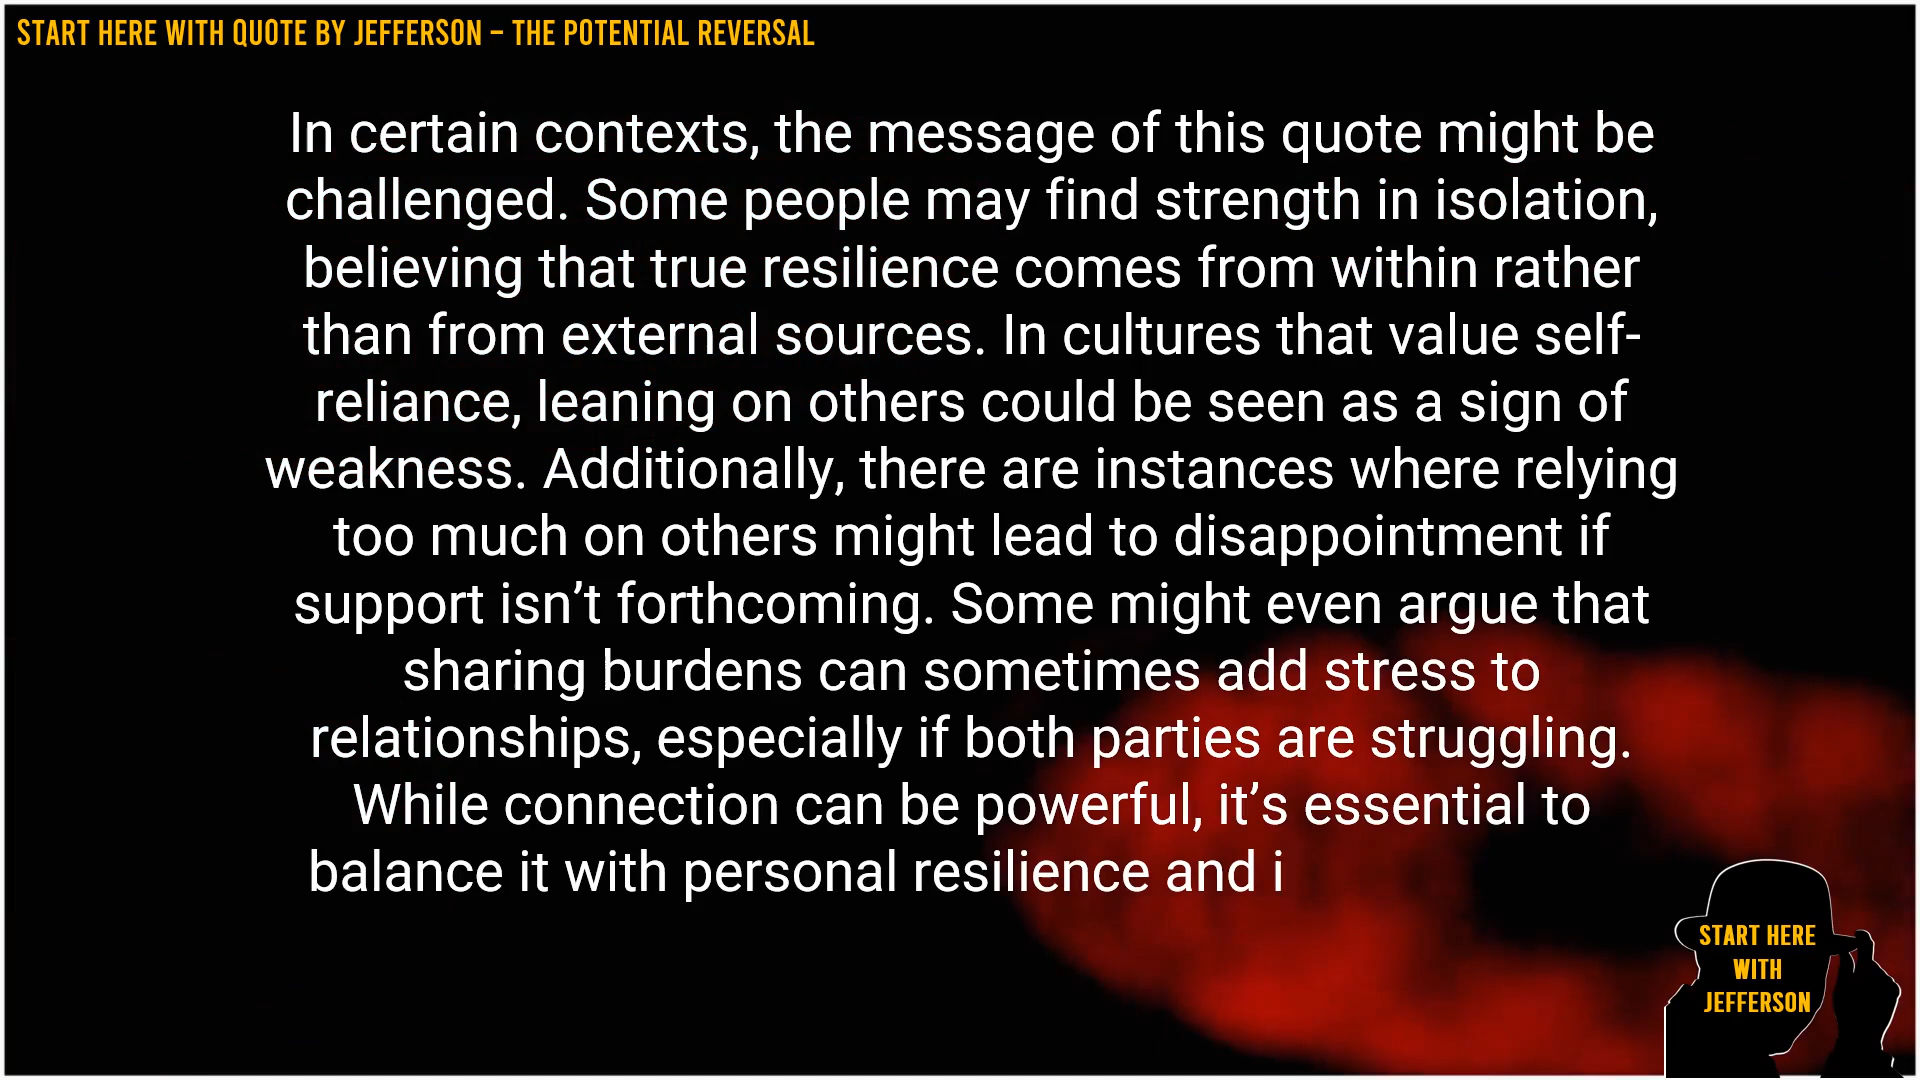 START HERE WITH QUOTE BY JEFFERSON – THE POTENTIAL REVERSAL
In certain contexts, the message of this quote might be
challenged. Some people may find strength in isolation,
believing that true resilience comes from within rather
than from external sources. In cultures that value self-
reliance, leaning on others could be seen as a sign of
weakness. Additionally, there are instances where relying
too much on others might lead to disappointment if
support isn’t forthcoming. Some might even argue that
sharing burdens can sometimes add stress to
relationships, especially if both parties are struggling.
While connection can be powerful, it’s essential to
balance it with personal resilience and i
START HERE
WITH
JEFFERSON